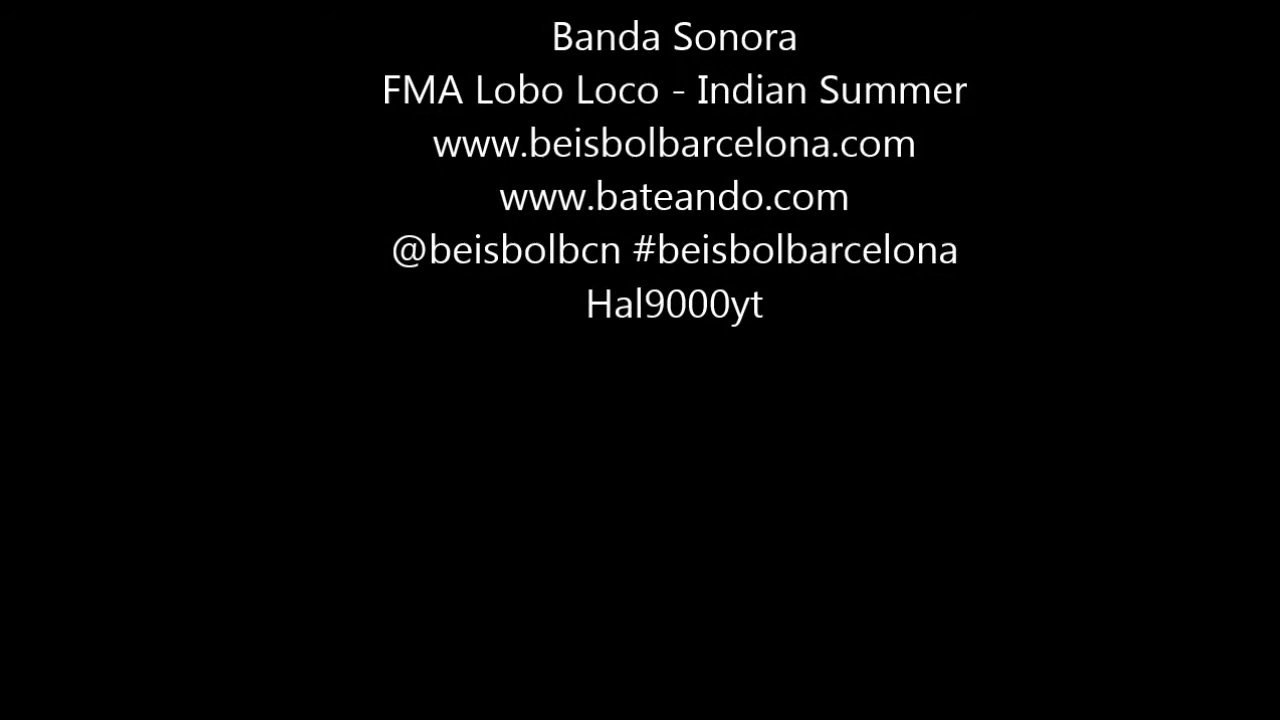 Banda Sonora
FMA Lobo Loco - Indian Summer
www.beisbolbarcelona.com
www.bateando.com
@beisbolbcn #beisbolbarcelona
Hal9000yt